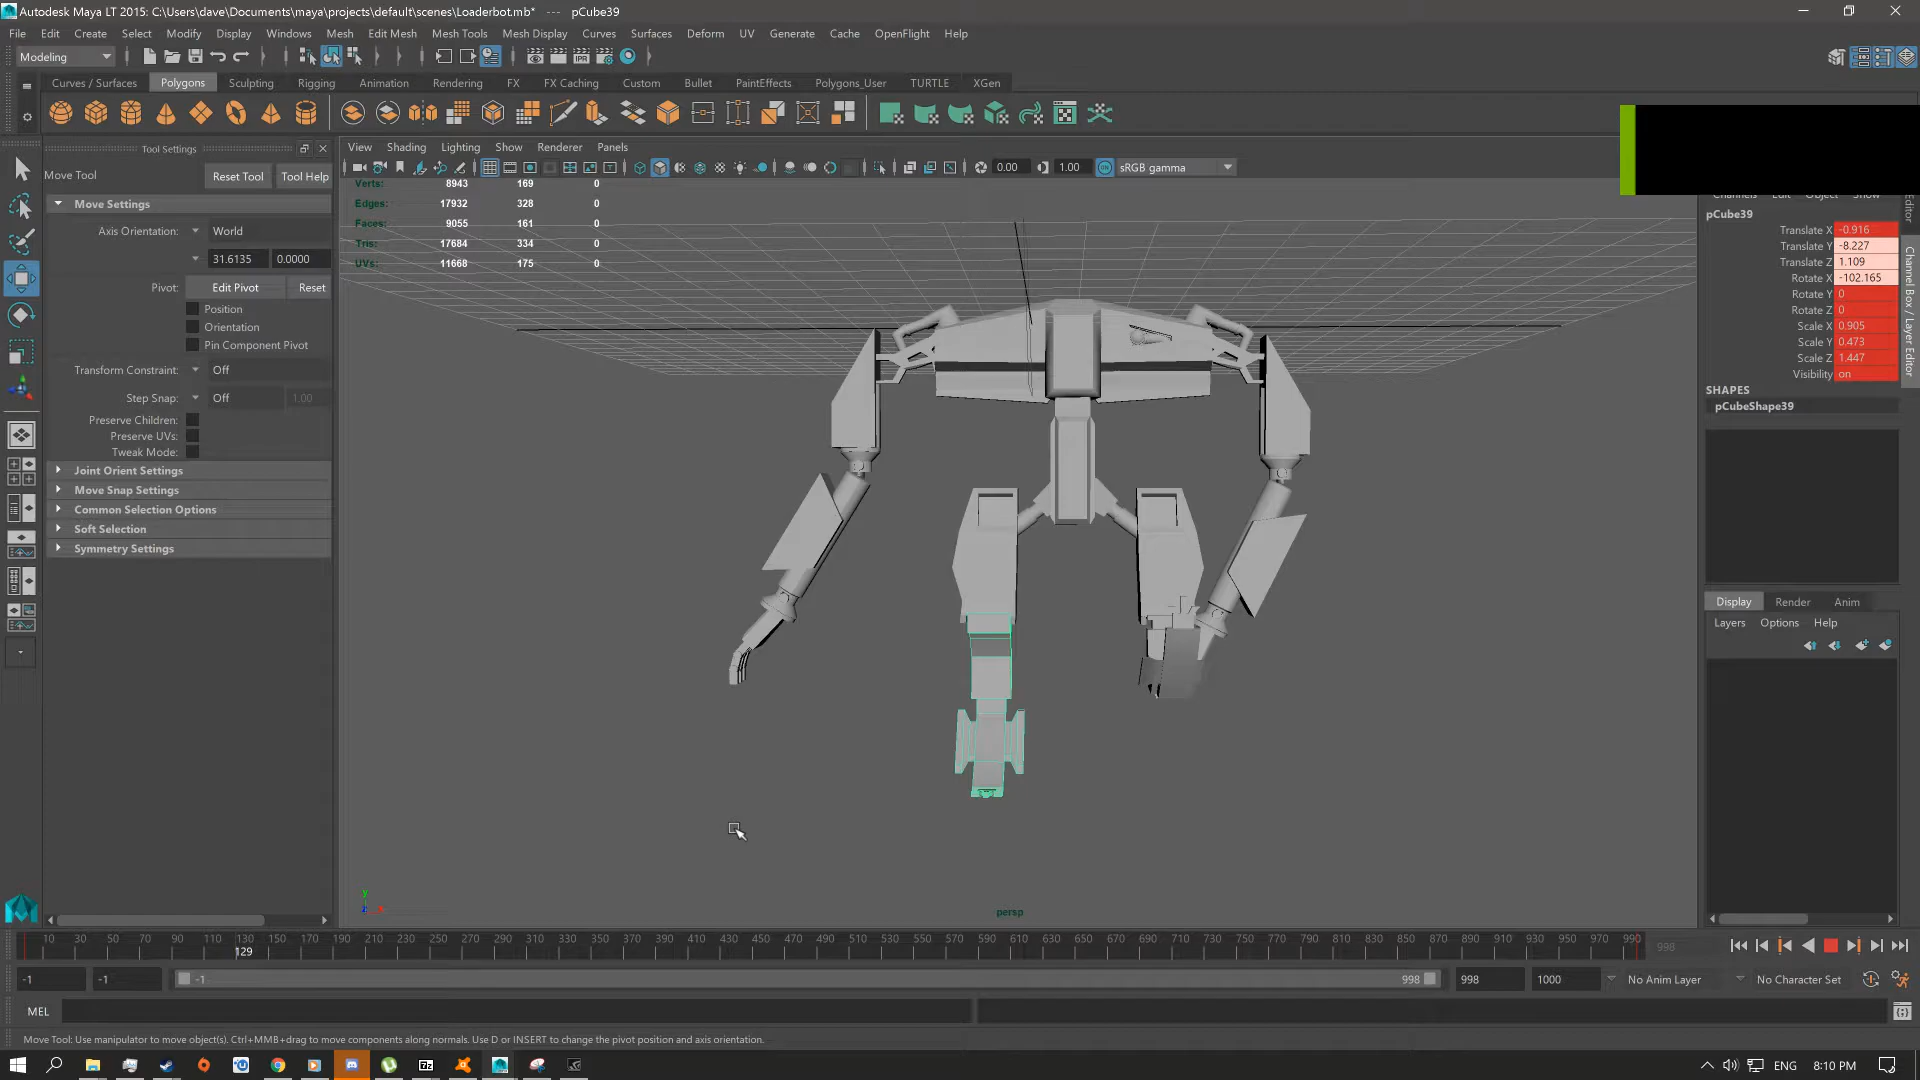 Autodesk Maya LT 2015: C:\Users\dave\Documents\maya\projects\default\scenes\Loaderbot.mb* --- pCube39
File Edit Create Select Modify Display Windows Mesh Edit Mesh Mesh Tools Mesh Display Curves Surfaces Deform UV Generate Cache OpenFlight Help
Modeling
Curves / Surfaces Polygons Sculpting Rigging Animation Rendering FX FX Caching Custom Bullet PaintEffects Polygons_User TURTLE XGen
Tool Settings
Move Tool Reset Tool Tool Help
Move Settings
Axis Orientation: World
31.6135 0.0000
Pivot: Edit Pivot Reset
Position
Orientation
Pin Component Pivot
Transform Constraint: Off
Step Snap: Off 1.00
Preserve Children:
Preserve UVs:
Tweak Mode:
Joint Orient Settings
Move Snap Settings
Common Selection Options
Soft Selection
Symmetry Settings
View Shading Lighting Show Renderer Panels
0.00 1.00 sRGB gamma
Verts: 8943 169 0
Edges: 17932 328 0
Faces: 9055 161 0
Tris: 17684 334 0
UVs: 11668 175 0
persp
Channels Edit Object Show
pCube39
Translate X -0.916
Translate Y -8.227
Translate Z 1.109
Rotate X -102.165
Rotate Y 0
Rotate Z 0
Scale X 0.905
Scale Y 0.473
Scale Z 1.447
Visibility on
SHAPES
pCubeShape39
Editor
Channel Box / Layer Editor
Display Render Anim
Layers Options Help
10 30 50 70 90 110 130 150 170 190 210 230 250 270 290 310 330 350 370 390 410 430 450 470 490 510 530 550 570 590 610 630 650 670 690 710 730 750 770 790 810 830 850 870 890 910 930 950 970 990
129
998
-1 -1 -1 998 998 1000 No Anim Layer No Character Set
MEL
Move Tool: Use manipulator to move object(s). Ctrl+MMB+drag to move components along normals. Use D or INSERT to change the pivot position and axis orientation.
ENG 8:10 PM